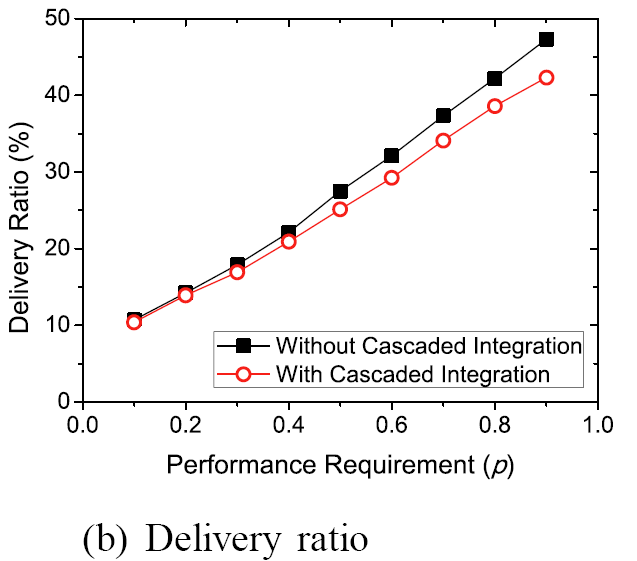 50
40
30
20
10
0
Delivery Ratio (%)
Without Cascaded Integration
With Cascaded Integration
0.0 0.2 0.4 0.6 0.8 1.0
Performance Requirement (p)
(b) Delivery ratio